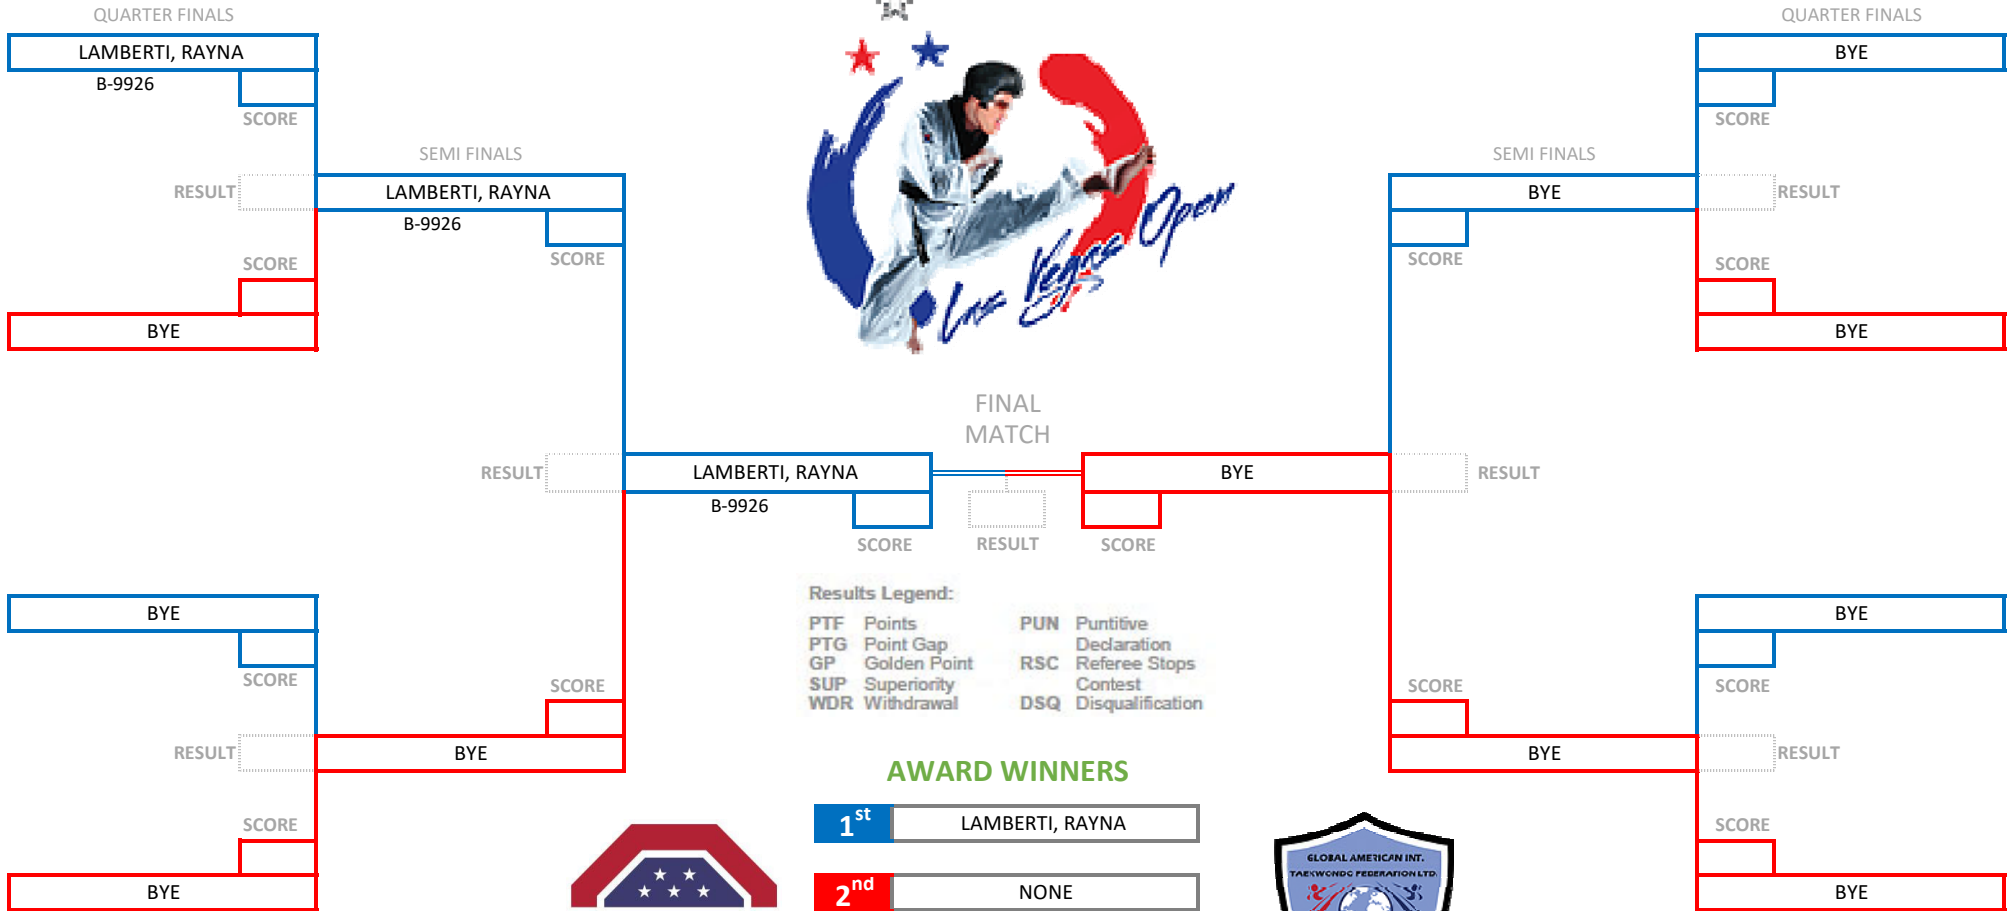 QUARTER FINALS
QUARTER FINALS
LAMBERTI, RAYNA
BYE
B-9926
SCORE
SCORE
SEMI FINALS
SEMI FINALS
RESULT
LAMBERTI, RAYNA
BYE
RESULT
B-9926
SCORE
SCORE
SCORE
SCORE
BYE
BYE
Las Vegas Open
FINAL
MATCH
RESULT
LAMBERTI, RAYNA
BYE
RESULT
B-9926
SCORE
RESULT
SCORE
Results Legend:
PTF Points PUN Puntitive
PTG Point Gap Declaration
GP Golden Point RSC Referee Stops
SUP Superiority Contest
WDR Withdrawal DSQ Disqualification
BYE
BYE
SCORE
SCORE
SCORE
SCORE
RESULT
BYE
BYE
RESULT
AWARD WINNERS
SCORE
SCORE
1st LAMBERTI, RAYNA
GLOBAL AMERICAN INT.
TAEKWONDO FEDERATION LTD.
BYE
2nd NONE
BYE